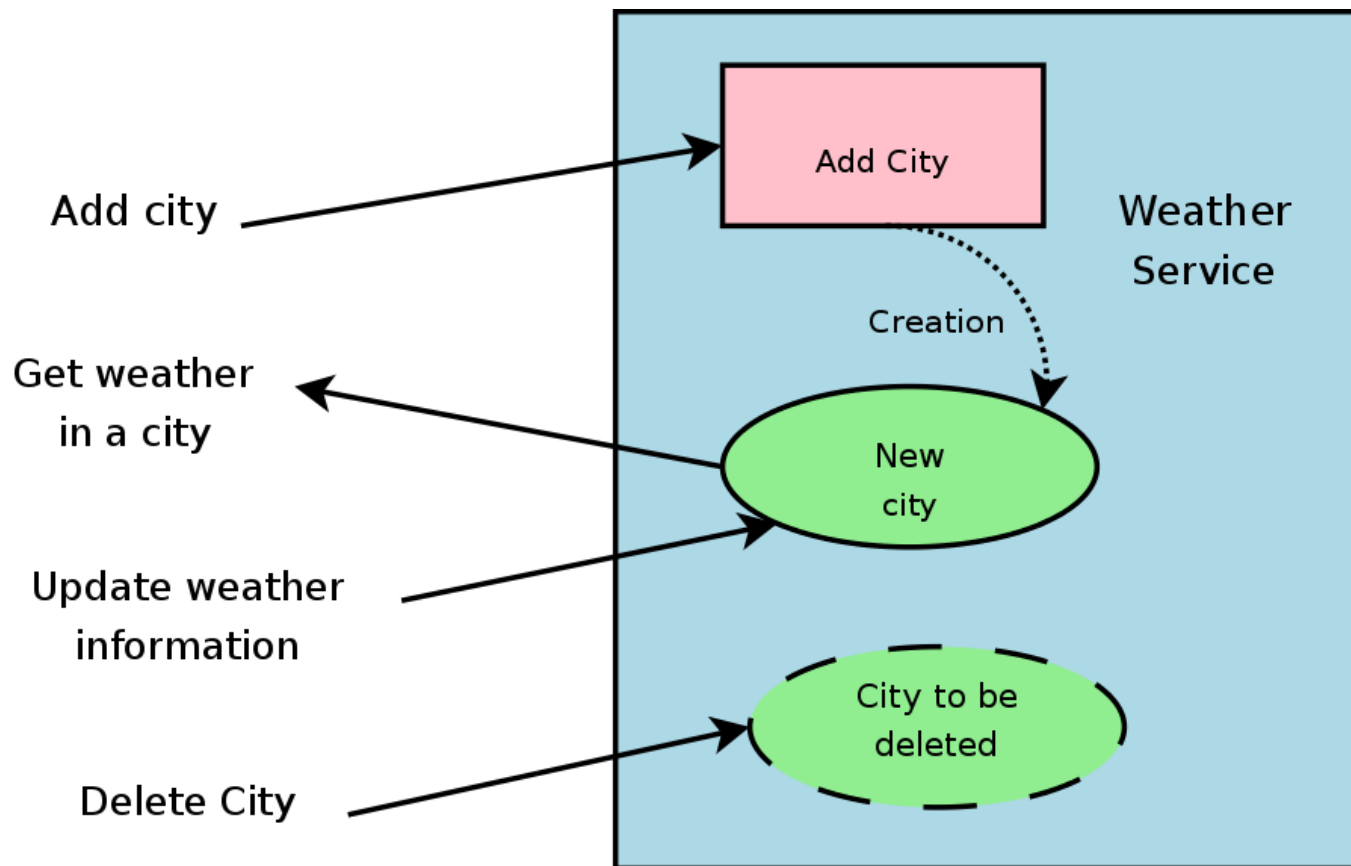 Add City
Add city
Weather
Service
Creation
Get weather
in a city
New
city
Update weather
information
City to be
deleted
Delete City